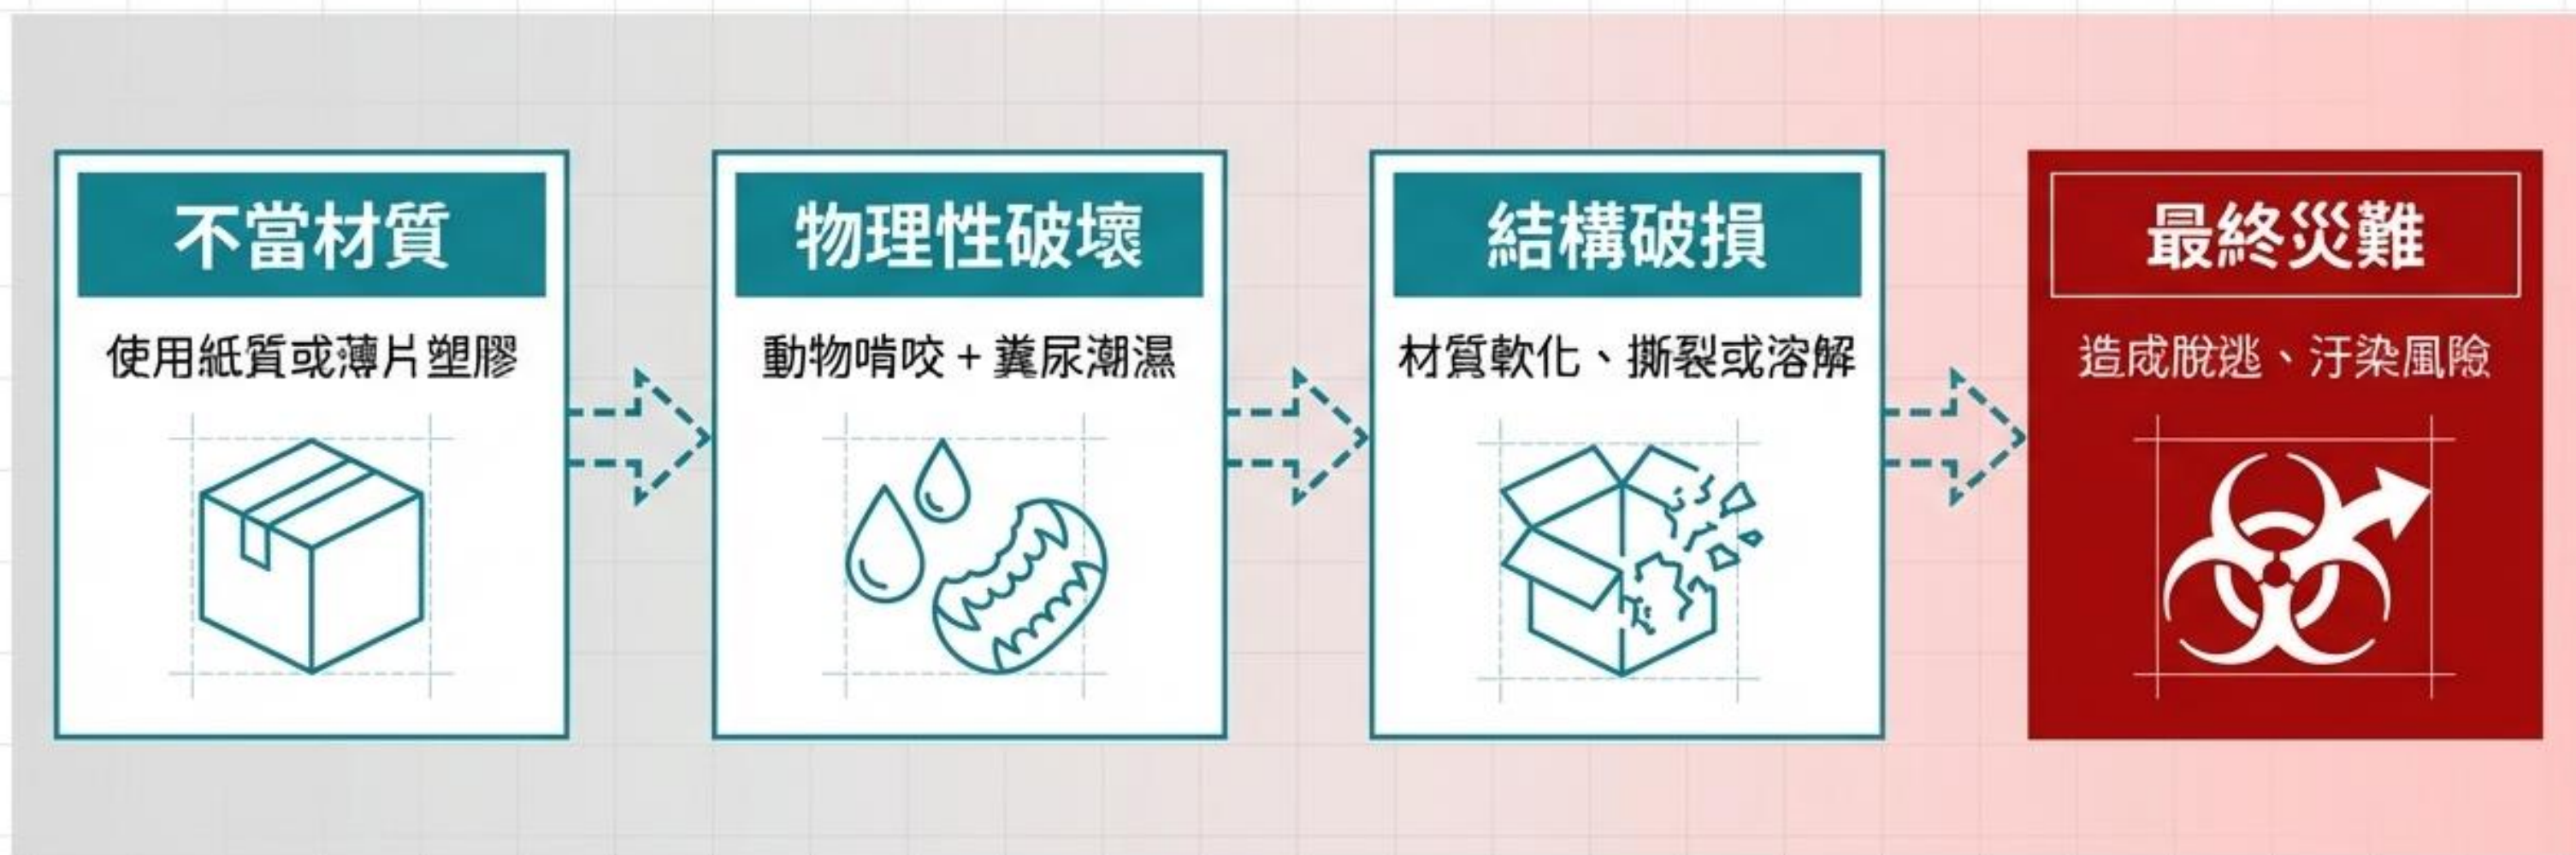 不當材質
使用紙質或薄片塑膠
物理性破壞
動物啃咬 + 糞尿潮濕
結構破損
材質軟化、撕裂或溶解
最終災難
造成脫逃、汙染風險